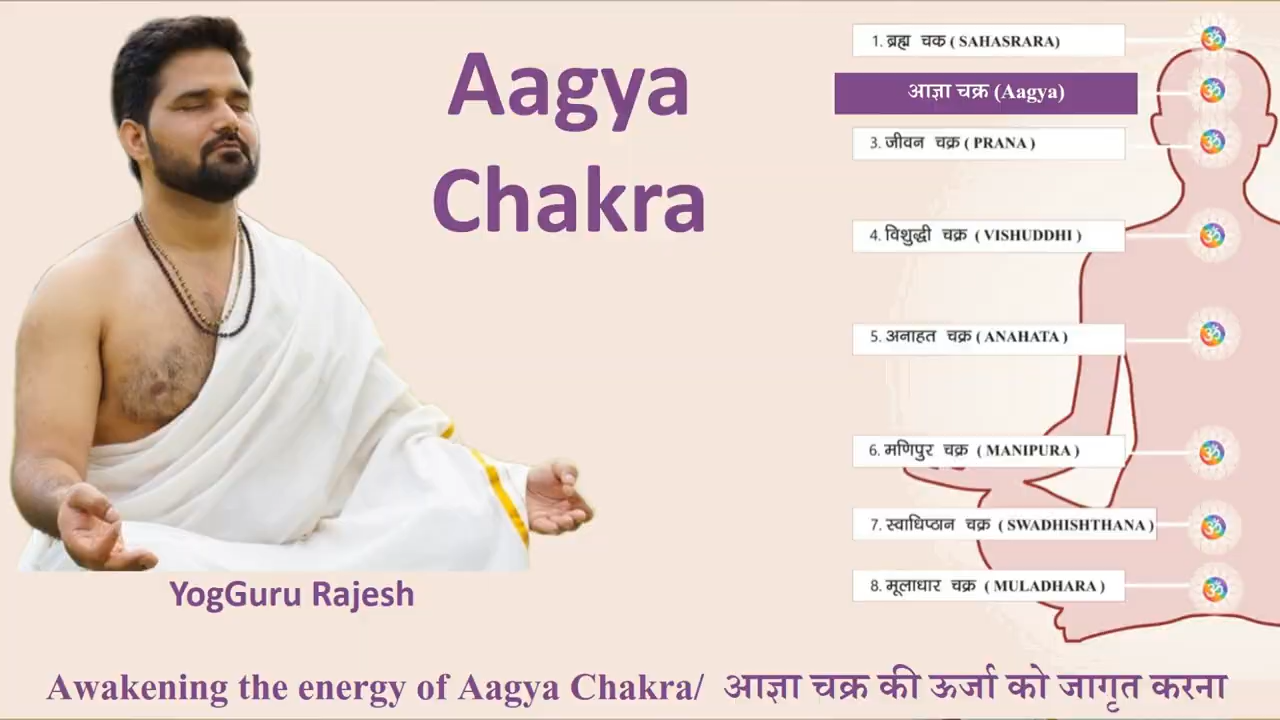 Aagya
Chakra
1. ब्रह्म चक ( SAHASRARA)
आज्ञा चक्र (Aagya)
3. जीवन चक्र ( PRANA )
4. विशुद्धी चक्र ( VISHUDDHI )
5. अनाहत चक्र ( ANAHATA )
6. मणिपुर चक्र ( MANIPURA )
7. स्वाधिष्ठान चक्र ( SWADHISHTHANA )
8. मूलाधार चक्र ( MULADHARA )
YogGuru Rajesh
Awakening the energy of Aagya Chakra/ आज्ञा चक्र की ऊर्जा को जागृत करना